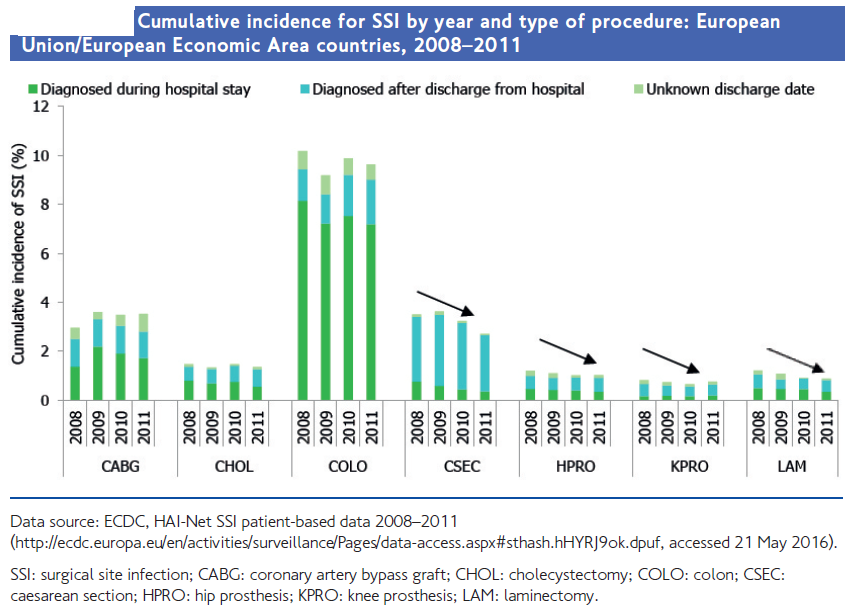 Cumulative incidence for SSI by year and type of procedure: European
Union/European Economic Area countries, 2008–2011
Diagnosed during hospital stay Diagnosed after discharge from hospital Unknown discharge date
Cumulative incidence of SSI (%)
12
10
8
6
4
2
0
2008 2009 2010 2011 2008 2009 2010 2011 2008 2009 2010 2011 2008 2009 2010 2011 2008 2009 2010 2011 2008 2009 2010 2011 2008 2009 2010 2011
CABG CHOL COLO CSEC HPRO KPRO LAM
Data source: ECDC, HAI-Net SSI patient-based data 2008–2011
(http://ecdc.europa.eu/en/activities/surveillance/Pages/data-access.aspx#sthash.hHYRJ9ok.dpuf, accessed 21 May 2016).
SSI: surgical site infection; CABG: coronary artery bypass graft; CHOL: cholecystectomy; COLO: colon; CSEC:
caesarean section; HPRO: hip prosthesis; KPRO: knee prosthesis; LAM: laminectomy.